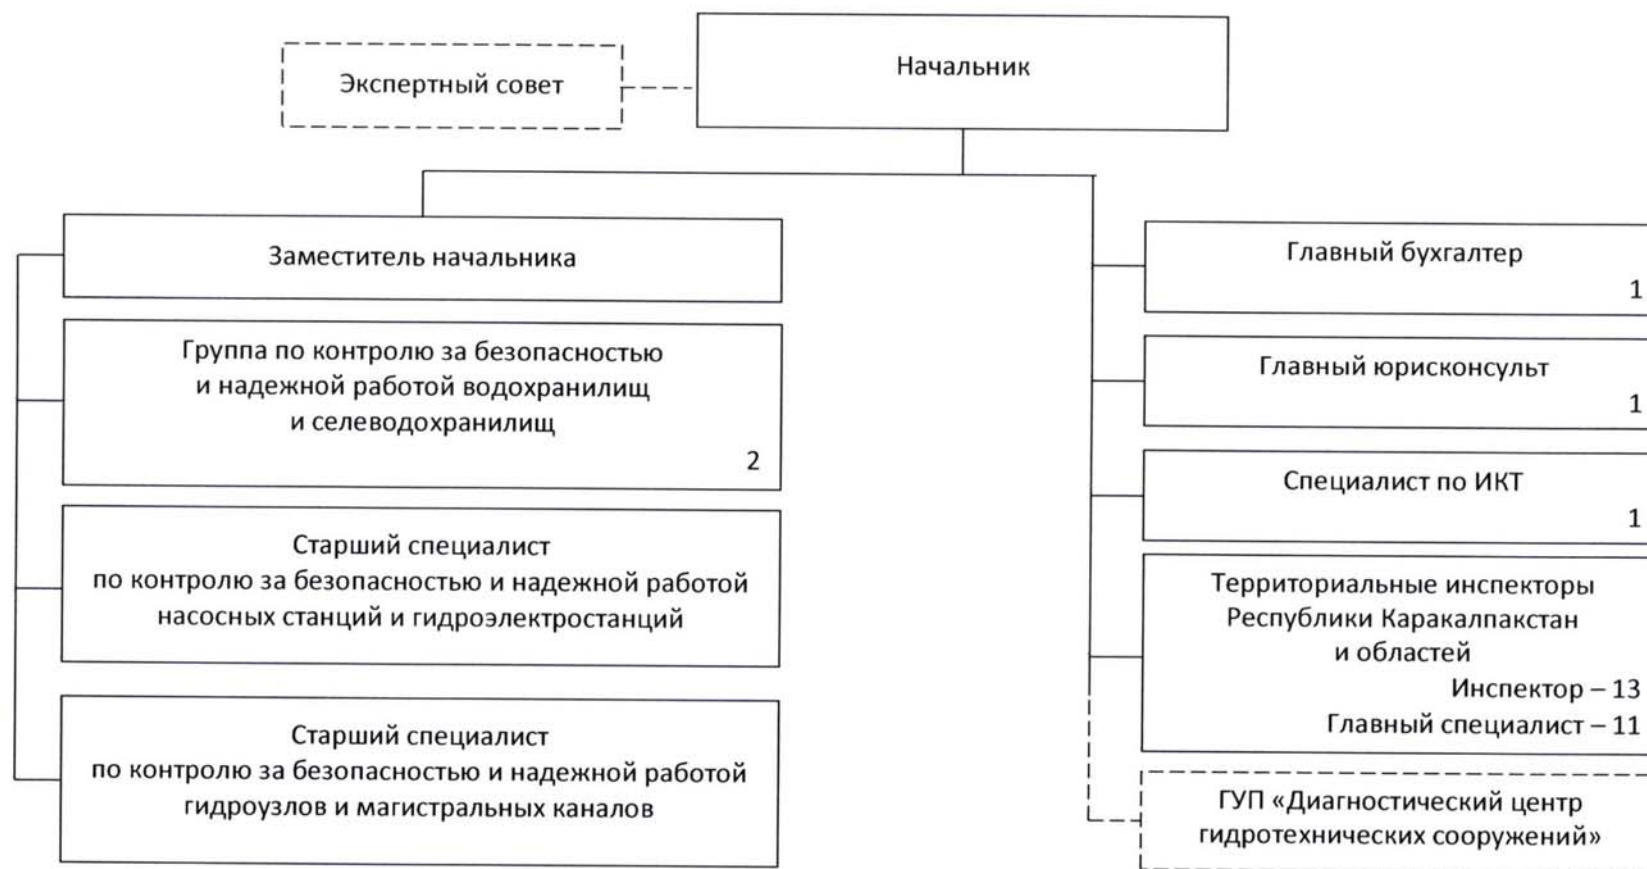 Экспертный совет
Начальник
Заместитель начальника
Группа по контролю за безопасностью
и надежной работой водохранилищ
и селеводохранилищ
2
Старший специалист
по контролю за безопасностью и надежной работой
насосных станций и гидроэлектростанций
Старший специалист
по контролю за безопасностью и надежной работой
гидроузлов и магистральных каналов
Главный бухгалтер
1
Главный юрисконсульт
1
Специалист по ИКТ
1
Территориальные инспекторы
Республики Каракалпакстан
и областей
Инспектор – 13
Главный специалист – 11
ГУП «Диагностический центр
гидротехнических сооружений»